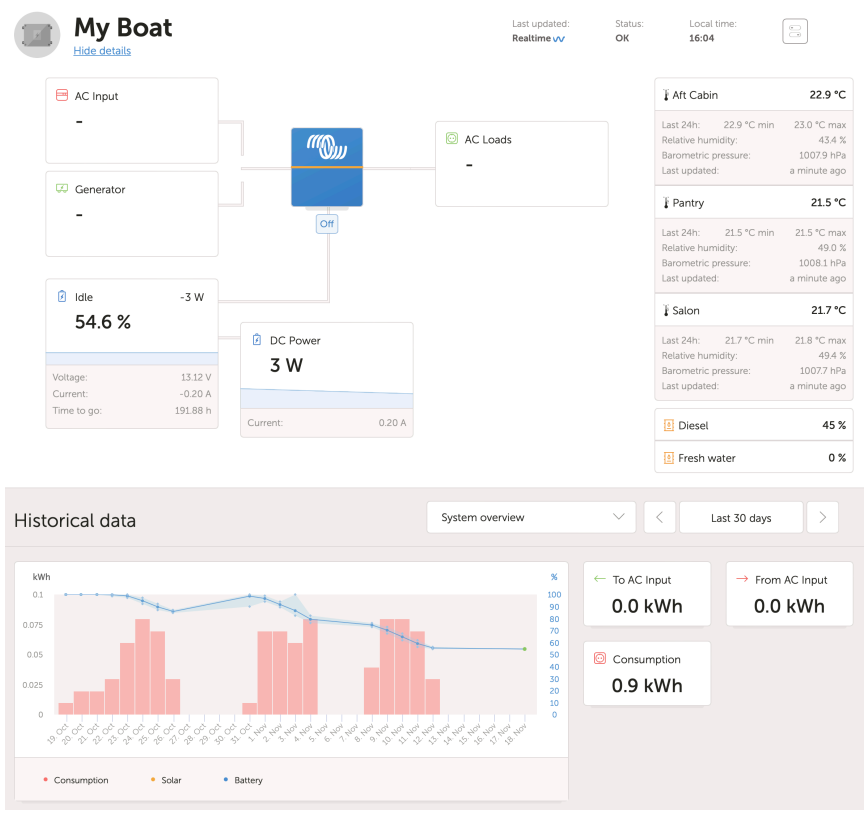 My Boat
Hide details
Last updated:
Realtime
Status:
OK
Local time:
16:04
AC Input
-
Generator
-
AC Loads
-
Off
Idle -3 W
54.6 %
Voltage: 13.12 V
Current: -0.20 A
Time to go: 191.88 h
DC Power
3 W
Current: 0.20 A
Aft Cabin 22.9 °C
Last 24h: 22.9 °C min 23.0 °C max
Relative humidity: 43.4 %
Barometric pressure: 1007.9 hPa
Last updated: a minute ago
Pantry 21.5 °C
Last 24h: 21.5 °C min 21.5 °C max
Relative humidity: 49.0 %
Barometric pressure: 1008.1 hPa
Last updated: a minute ago
Salon 21.7 °C
Last 24h: 21.7 °C min 21.8 °C max
Relative humidity: 49.4 %
Barometric pressure: 1007.7 hPa
Last updated: a minute ago
Diesel 45 %
Fresh water 0 %
Historical data
System overview
Last 30 days
kWh
0.1
0.075
0.05
0.025
0
%
100
90
80
70
60
50
40
30
20
10
0
19. Oct
20. Oct
21. Oct
22. Oct
23. Oct
24. Oct
25. Oct
26. Oct
27. Oct
28. Oct
29. Oct
30. Oct
31. Oct
1. Nov
2. Nov
3. Nov
4. Nov
5. Nov
6. Nov
7. Nov
8. Nov
9. Nov
10. Nov
11. Nov
12. Nov
13. Nov
14. Nov
15. Nov
16. Nov
17. Nov
18. Nov
Consumption
Solar
Battery
To AC Input
0.0 kWh
From AC Input
0.0 kWh
Consumption
0.9 kWh